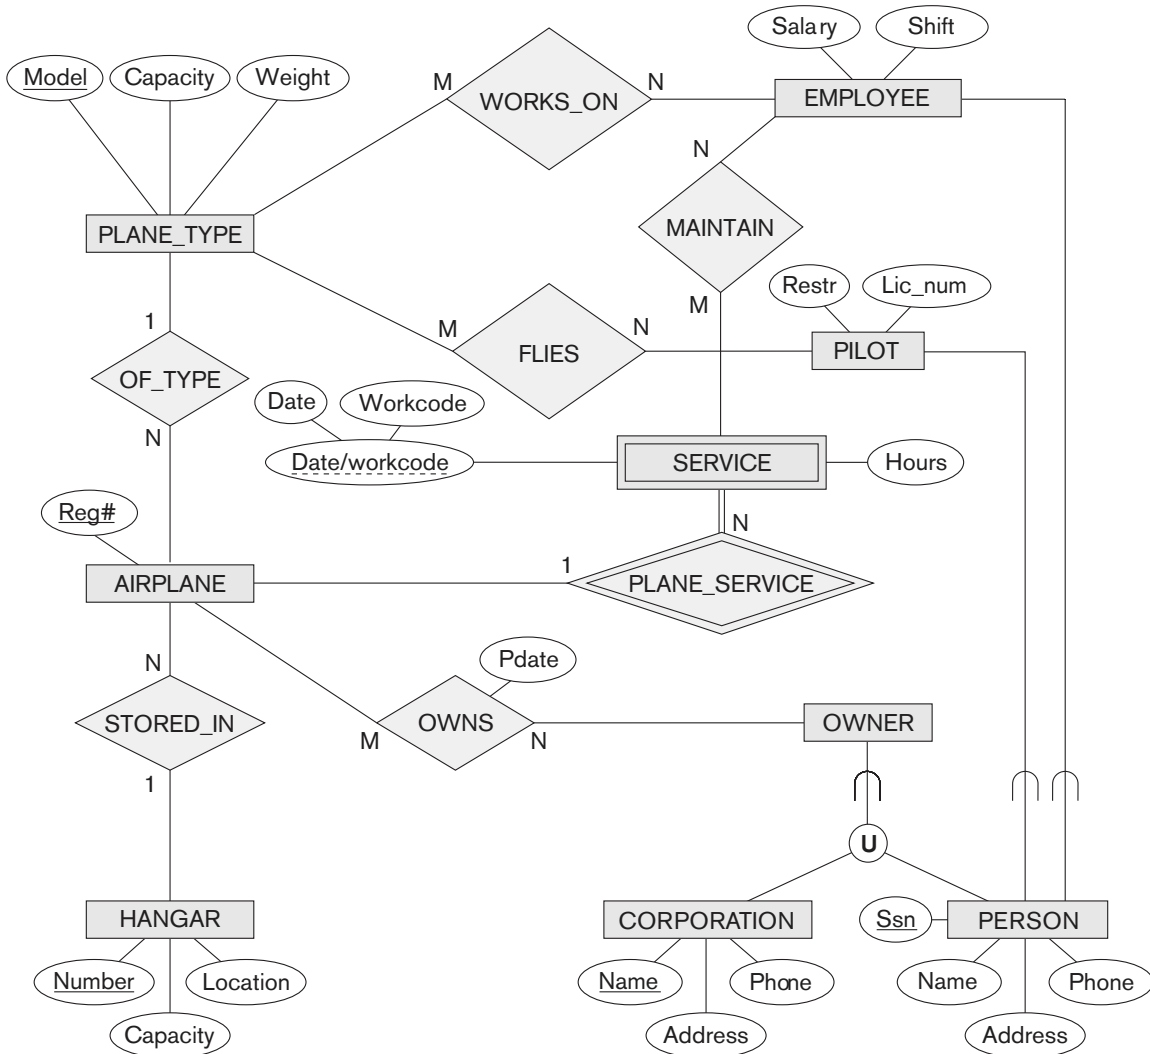 Salary
Shift
Model
Capacity
Weight
M
WORKS_ON
N
EMPLOYEE
N
PLANE_TYPE
MAINTAIN
Restr
Lic_num
M
1
M
FLIES
N
PILOT
OF_TYPE
Date
Workcode
N
Date/workcode
SERVICE
Hours
Reg#
N
1
AIRPLANE
PLANE_SERVICE
N
Pdate
STORED_IN
M
OWNS
N
OWNER
1
U
HANGAR
CORPORATION
Ssn
PERSON
Number
Location
Name
Phone
Name
Phone
Capacity
Address
Address